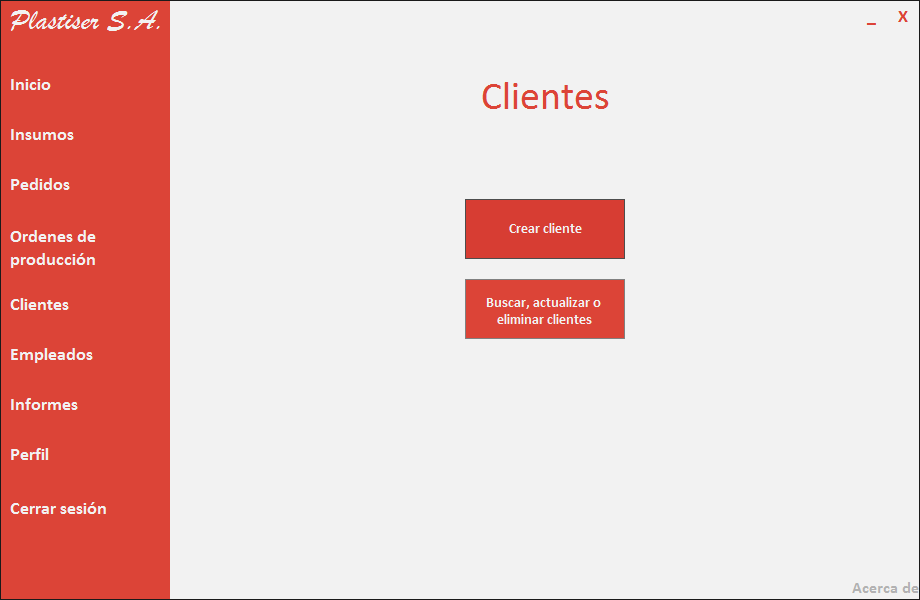 Plastiser S.A.
_ X
Inicio
Insumos
Pedidos
Ordenes de
producción
Clientes
Empleados
Informes
Perfil
Cerrar sesión
Clientes
Crear cliente
Buscar, actualizar o
eliminar clientes
Acerca de